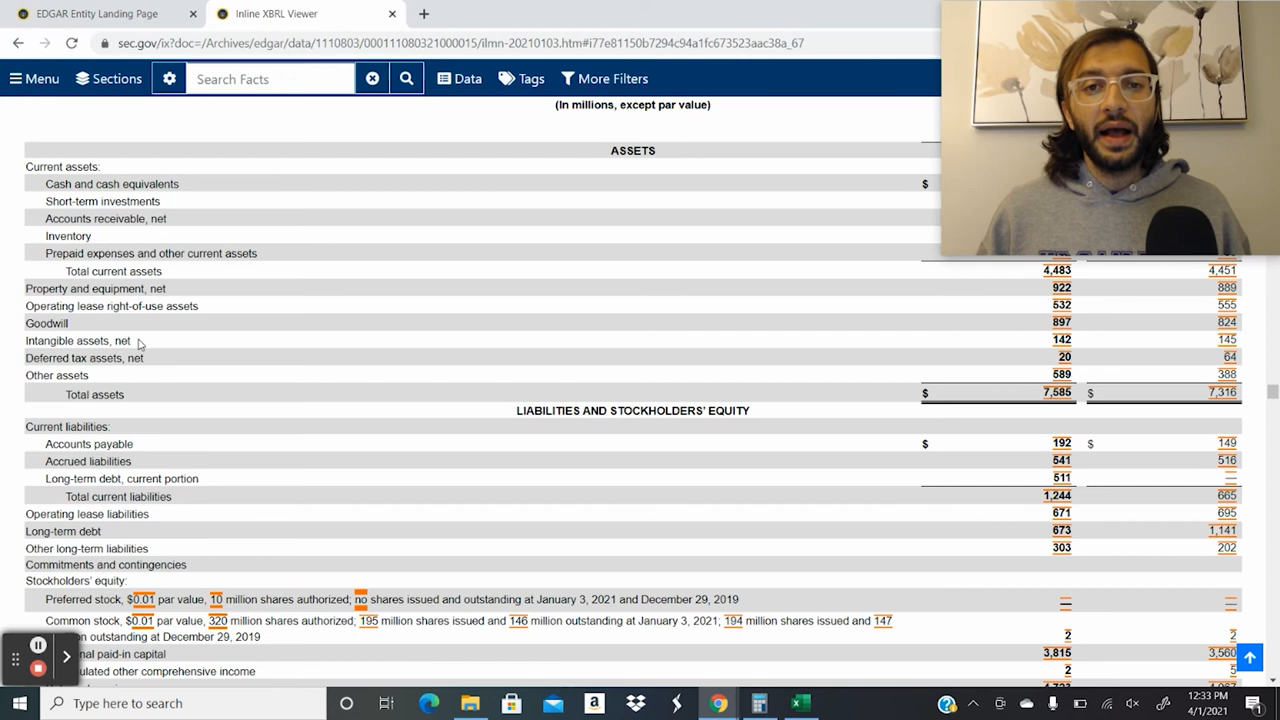 EDGAR Entity Landing Page
Inline XBRL Viewer
sec.gov/ix?doc=/Archives/edgar/data/1110803/000111080321000015/ilmn-20210103.htm#i77e81150b7294c94a1fc673523aac38a_67
Menu Sections Search Facts Data Tags More Filters
(In millions, except par value)
ASSETS
Current assets:
Cash and cash equivalents $
Short-term investments
Accounts receivable, net
Inventory
Prepaid expenses and other current assets
Total current assets 4,483 4,451
Property and equipment, net 922 889
Operating lease right-of-use assets 532 555
Goodwill 897 824
Intangible assets, net 142 145
Deferred tax assets, net 20 64
Other assets 589 388
Total assets $ 7,585 $ 7,316
LIABILITIES AND STOCKHOLDERS' EQUITY
Current liabilities:
Accounts payable $ 192 $ 149
Accrued liabilities 541 516
Long-term debt, current portion 511 —
Total current liabilities 1,244 665
Operating lease liabilities 671 695
Long-term debt 673 1,141
Other long-term liabilities 303 202
Commitments and contingencies
Stockholders' equity:
Preferred stock, $0.01 par value, 10 million shares authorized; no shares issued and outstanding at January 3, 2021 and December 29, 2019 — —
Common stock, $0.01 par value, 320 million shares authorized; 195 million shares issued and 146 million outstanding at January 3, 2021; 194 million shares issued and 147
outstanding at December 29, 2019 2 2
paid-in capital 3,815 3,560
other comprehensive income 2 5
Type here to search
12:33 PM
4/1/2021